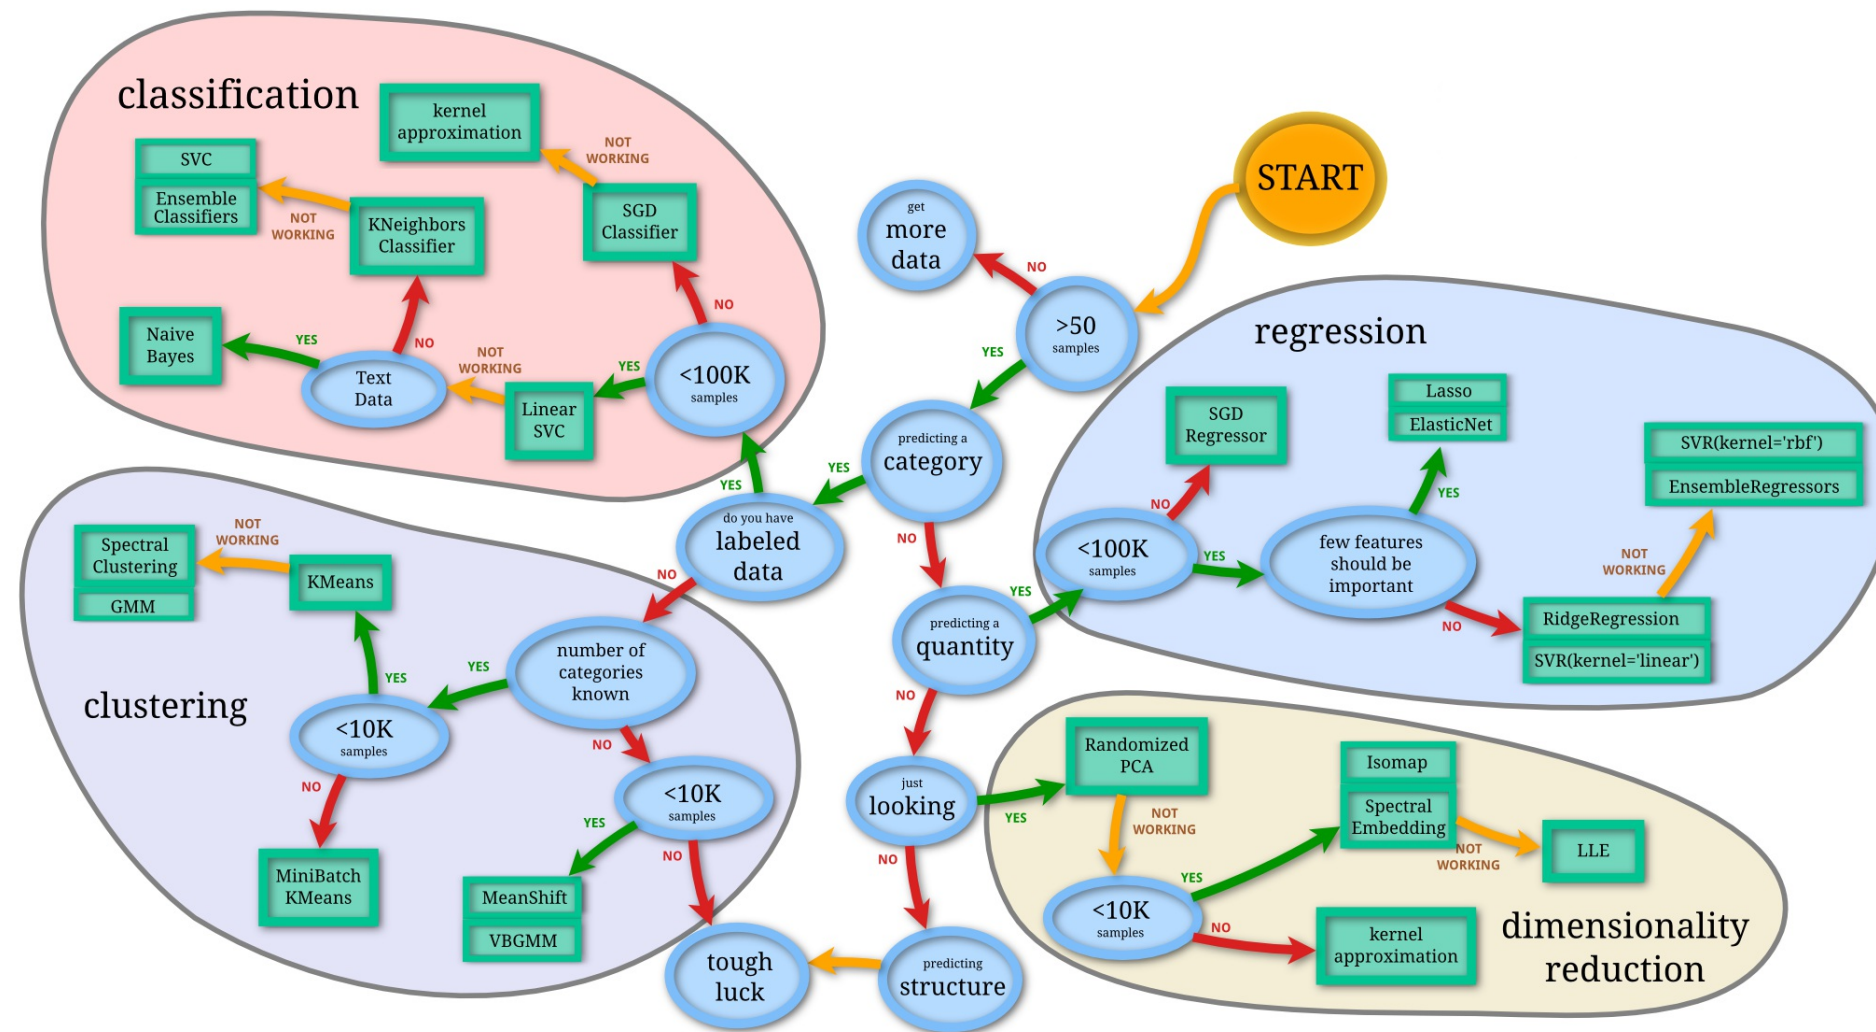 classification
kernel
approximation
NOT
WORKING
SVC
Ensemble
Classifiers
NOT
WORKING
KNeighbors
Classifier
SGD
Classifier
NO
Naive
Bayes
YES
Text
Data
NO
NOT
WORKING
Linear
SVC
YES
<100K
samples
START
get
more
data
NO
>50
samples
YES
predicting a
category
YES
NO
YES
do you have
labeled
data
NO
regression
SGD
Regressor
Lasso
ElasticNet
SVR(kernel='rbf')
EnsembleRegressors
NO
YES
<100K
samples
YES
few features
should be
important
NOT
WORKING
NO
RidgeRegression
SVR(kernel='linear')
YES
predicting a
quantity
NO
clustering
Spectral
Clustering
GMM
NOT
WORKING
KMeans
YES
YES
number of
categories
known
<10K
samples
NO
NO
<10K
samples
MiniBatch
KMeans
YES
NO
MeanShift
VBGMM
tough
luck
just
looking
YES
NO
predicting
structure
Randomized
PCA
NOT
WORKING
Isomap
Spectral
Embedding
NOT
WORKING
LLE
YES
<10K
samples
NO
kernel
approximation
dimensionality
reduction